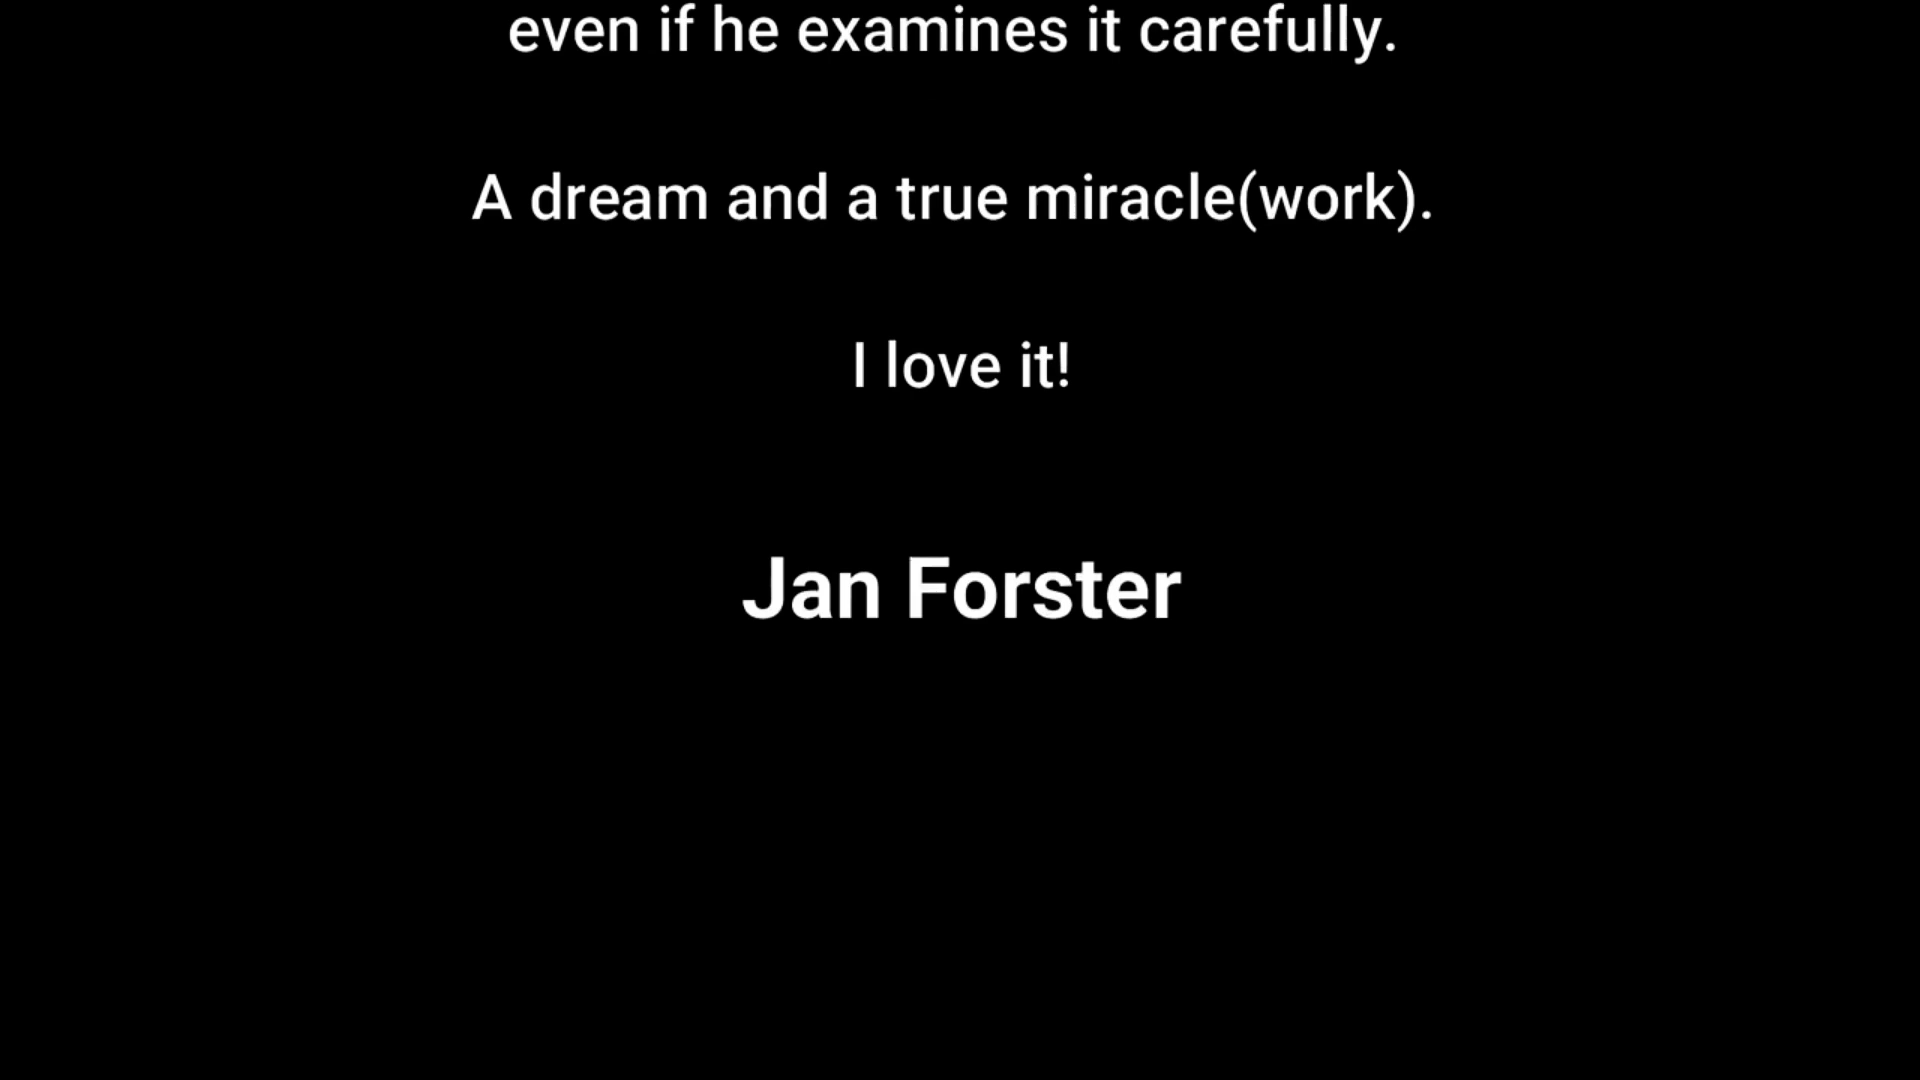 even if he examines it carefully.
A dream and a true miracle(work).
I love it!
Jan Forster